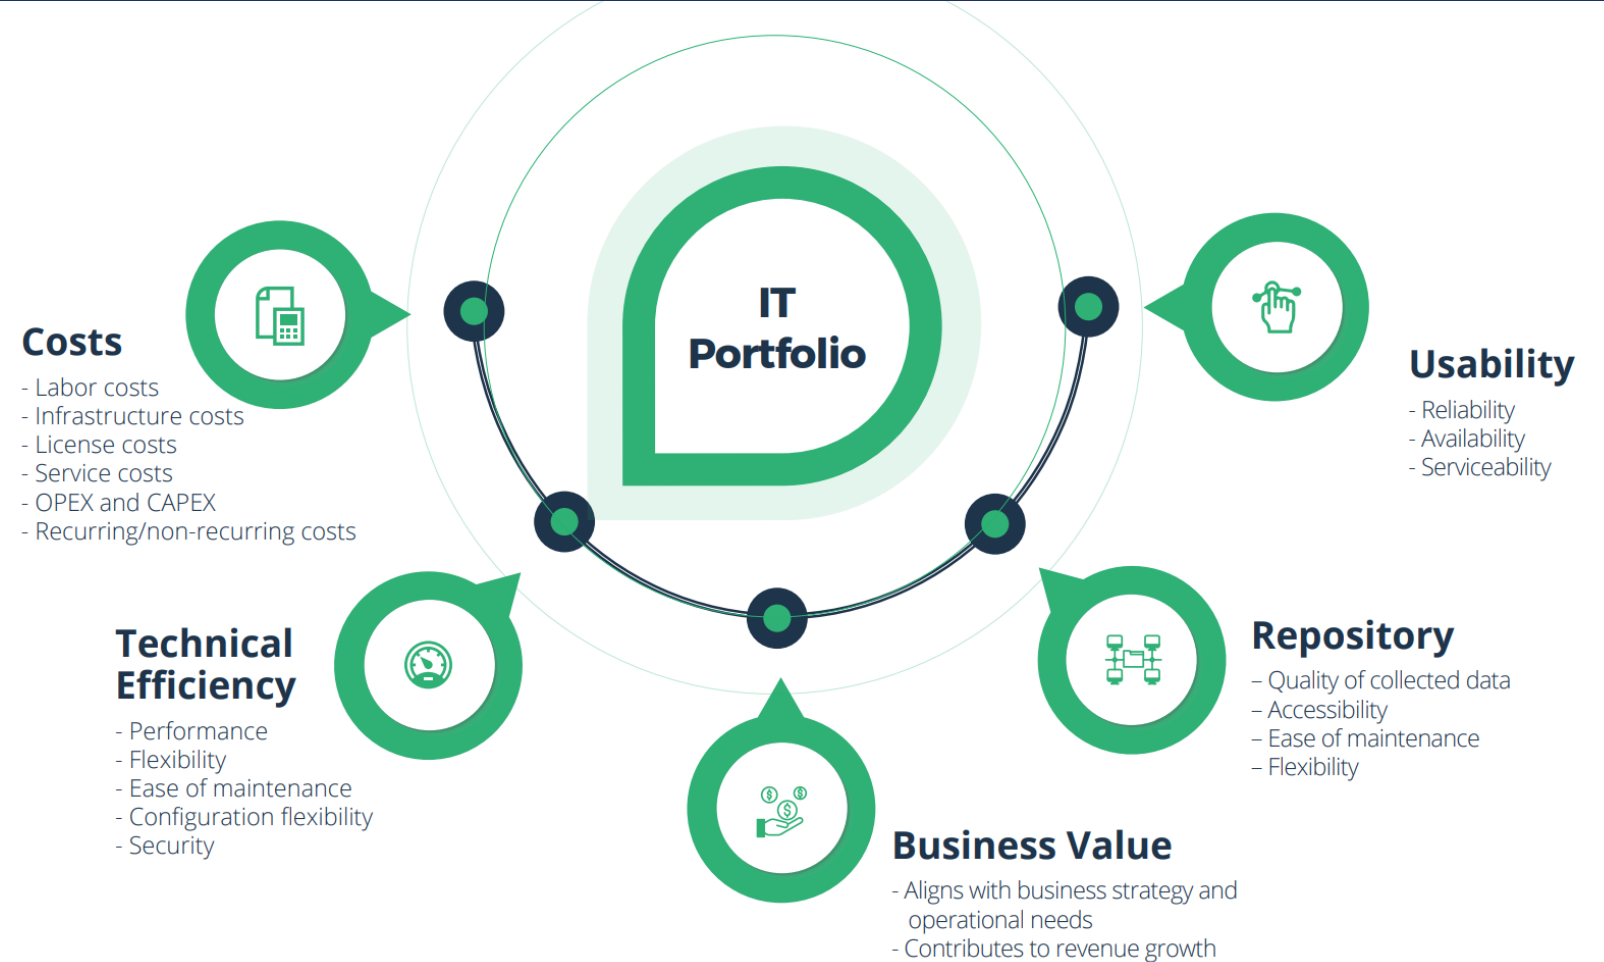 IT
Portfolio
Costs
- Labor costs
- Infrastructure costs
- License costs
- Service costs
- OPEX and CAPEX
- Recurring/non-recurring costs
Technical
Efficiency
- Performance
- Flexibility
- Ease of maintenance
- Configuration flexibility
- Security
Business Value
- Aligns with business strategy and
operational needs
- Contributes to revenue growth
Repository
– Quality of collected data
– Accessibility
– Ease of maintenance
– Flexibility
Usability
- Reliability
- Availability
- Serviceability